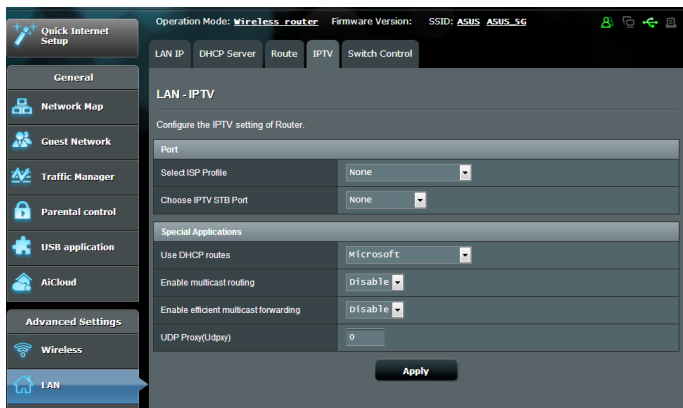 Quick Internet
Setup
Operation Mode: Wireless router Firmware Version: SSID: ASUS ASUS_5G
LAN IP DHCP Server Route IPTV Switch Control
General
Network Map
Guest Network
Traffic Manager
Parental control
USB application
AiCloud
Advanced Settings
Wireless
LAN
LAN - IPTV
Configure the IPTV setting of Router.
Port
Select ISP Profile None
Choose IPTV STB Port None
Special Applications
Use DHCP routes Microsoft
Enable multicast routing Disable
Enable efficient multicast forwarding Disable
UDP Proxy(Udpxy) 0
Apply